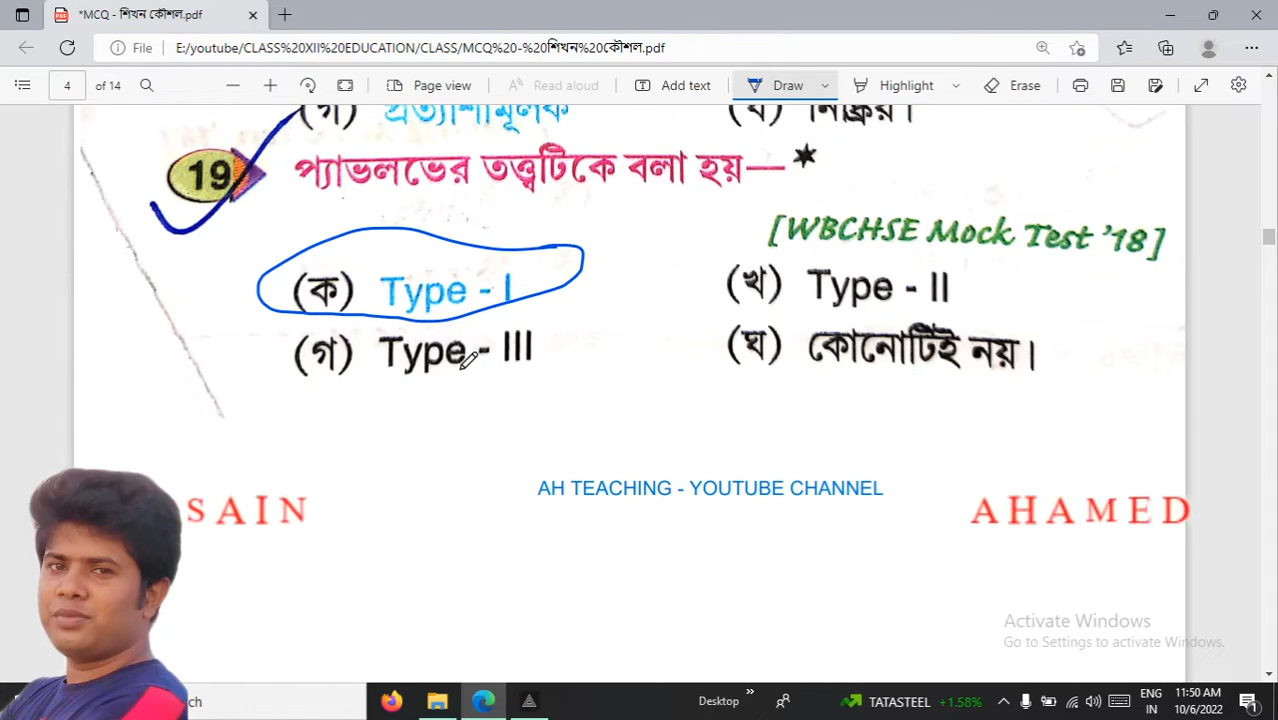 *MCQ - শিখন কৌশল.pdf
File E:/youtube/CLASS%20XII%20EDUCATION/CLASS/MCQ%20-%20শিখন%20কৌশল.pdf
4 of 14 Page view Read aloud Add text Draw Highlight Erase
(গ) প্রত্যাশামূলক (ঘ) নিষ্ক্রিয়।
19 প্যাভলভের তত্ত্বটিকে বলা হয়—*
[WBCHSE Mock Test '18]
(ক) Type - I (খ) Type - II
(গ) Type - III (ঘ) কোনোটিই নয়।
AH TEACHING - YOUTUBE CHANNEL
SAIN AHAMED
Activate Windows
Go to Settings to activate Windows.
rch Desktop TATASTEEL +1.58% ENG 11:50 AM
IN 10/6/2022